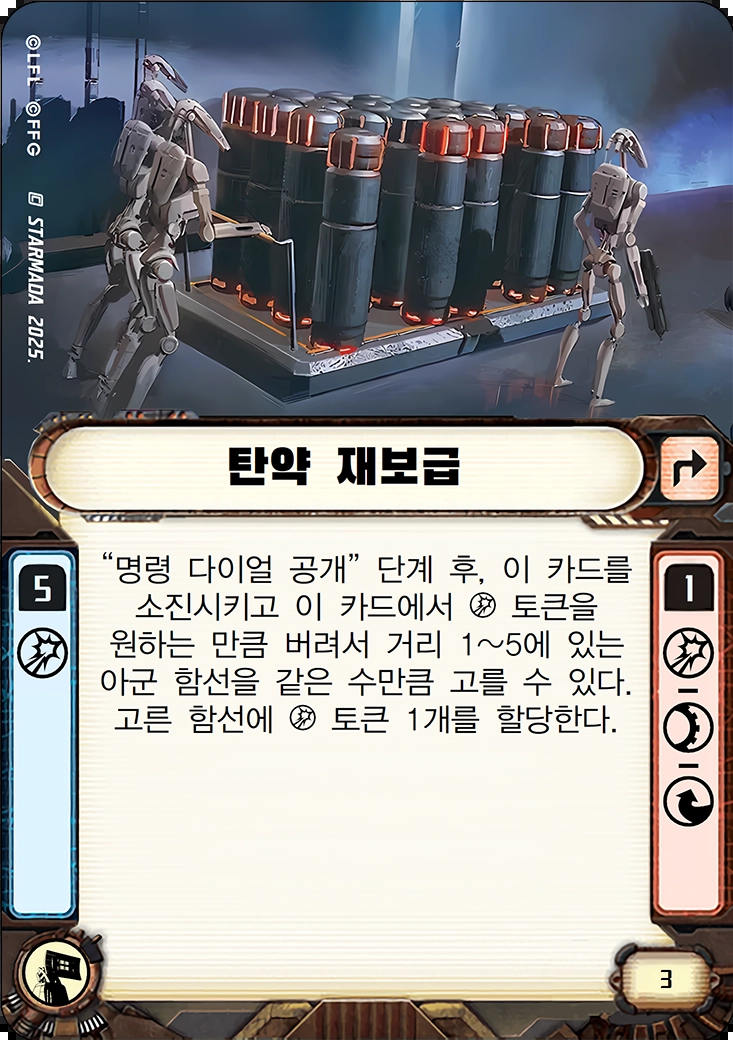 ©LFL ©FFG © STARMADA 2025.
탄약 재보급
5
1
“명령 다이얼 공개” 단계 후, 이 카드를
소진시키고 이 카드에서 토큰을
원하는 만큼 버려서 거리 1~5에 있는
아군 함선을 같은 수만큼 고를 수 있다.
고른 함선에 토큰 1개를 할당한다.
3